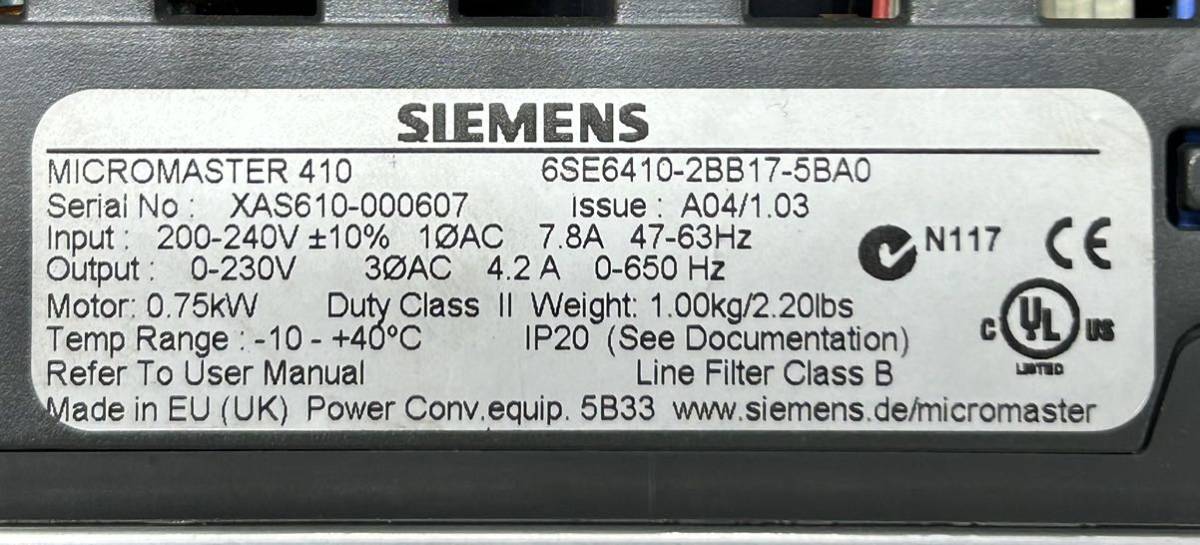 SIEMENS
MICROMASTER 410 6SE6410-2BB17-5BA0
Serial No : XAS610-000607 Issue : A04/1.03
Input : 200-240V ±10% 1ØAC 7.8A 47-63Hz
Output : 0-230V 3ØAC 4.2 A 0-650 Hz
N117 CE
Motor: 0.75kW Duty Class II Weight: 1.00kg/2.20lbs
Temp Range : -10 - +40°C IP20 (See Documentation)
C UL US
LISTED
Refer To User Manual Line Filter Class B
Made in EU (UK) Power Conv.equip. 5B33 www.siemens.de/micromaster